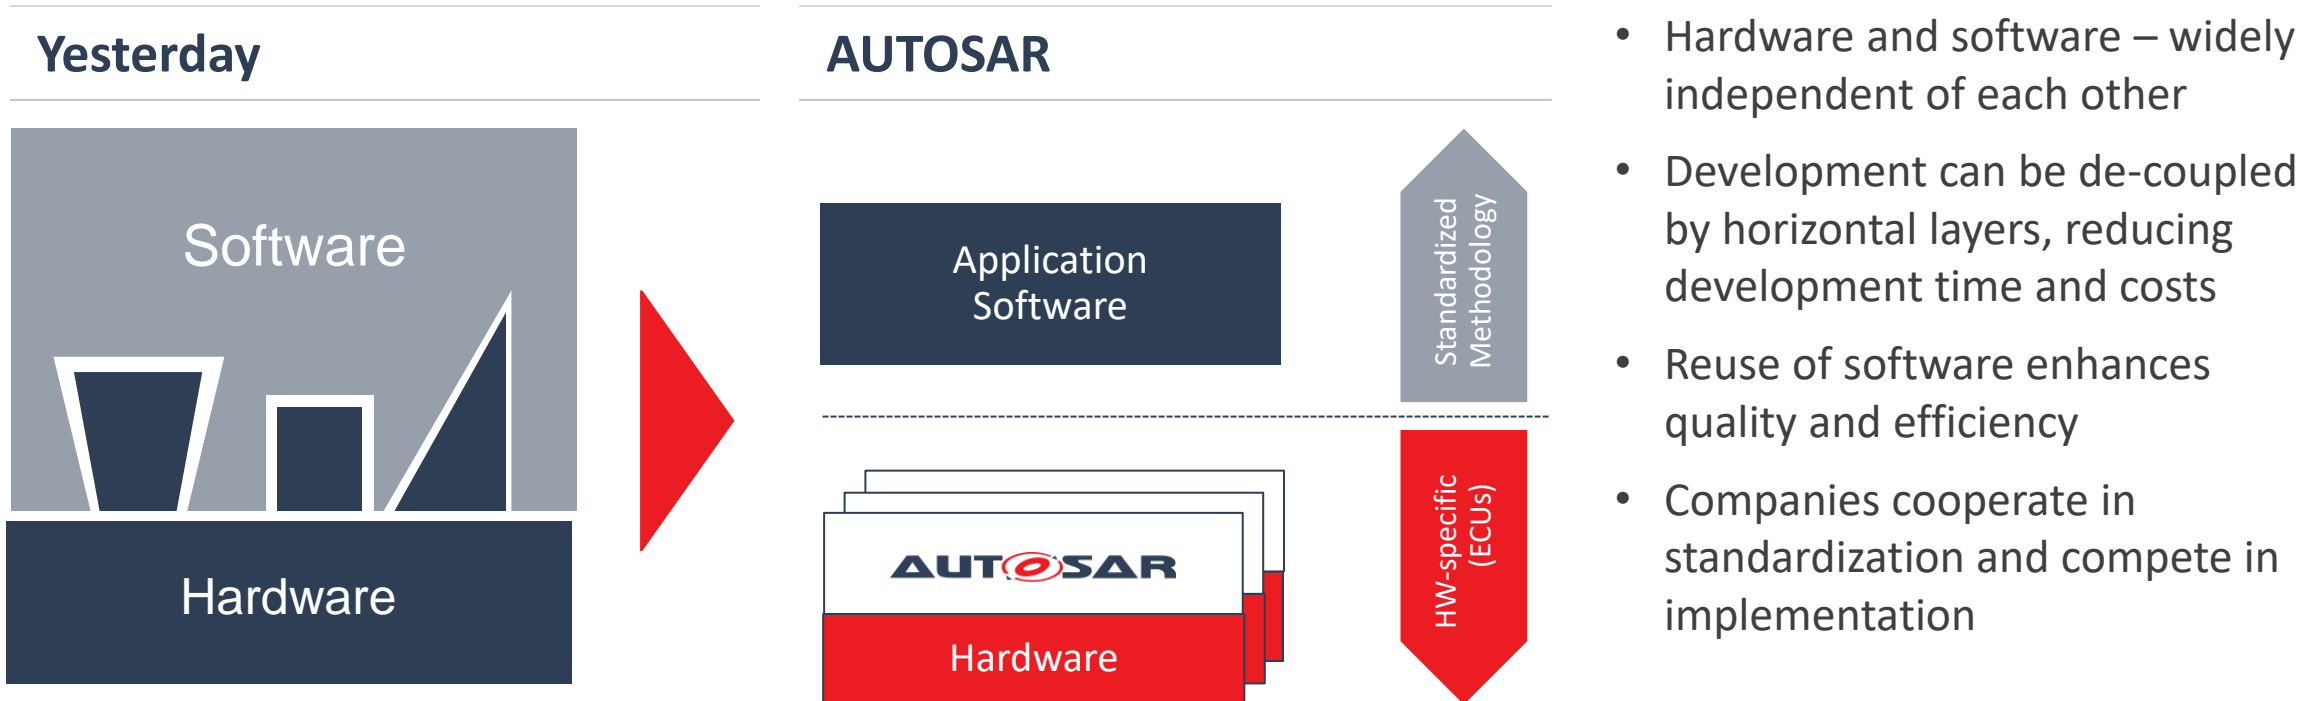 Yesterday
Software
Hardware
AUTOSAR
Application
Software
Standardized
Methodology
AUTOSAR
Hardware
HW-specific
(ECUs)
• Hardware and software – widely
independent of each other
• Development can be de-coupled
by horizontal layers, reducing
development time and costs
• Reuse of software enhances
quality and efficiency
• Companies cooperate in
standardization and compete in
implementation